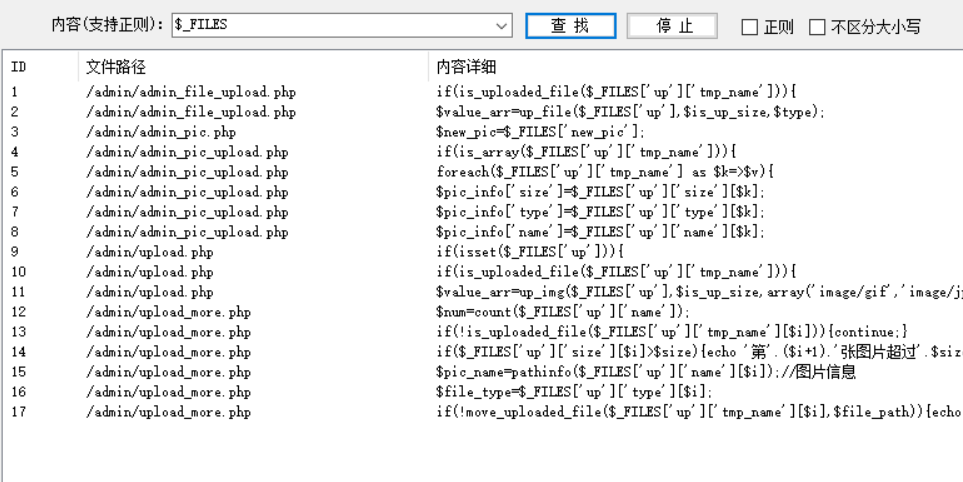 内容(支持正则): $_FILES 查 找 停 止 正则 不区分大小写
ID 文件路径 内容详细
1 /admin/admin_file_upload.php if(is_uploaded_file($_FILES['up']['tmp_name'])){
2 /admin/admin_file_upload.php $value_arr=up_file($_FILES['up'],$is_up_size,$type);
3 /admin/admin_pic.php $new_pic=$_FILES['new_pic'];
4 /admin/admin_pic_upload.php if(is_array($_FILES['up']['tmp_name'])){
5 /admin/admin_pic_upload.php foreach($_FILES['up']['tmp_name'] as $k=>$v){
6 /admin/admin_pic_upload.php $pic_info['size']=$_FILES['up']['size'][$k];
7 /admin/admin_pic_upload.php $pic_info['type']=$_FILES['up']['type'][$k];
8 /admin/admin_pic_upload.php $pic_info['name']=$_FILES['up']['name'][$k];
9 /admin/upload.php if(isset($_FILES['up'])){
10 /admin/upload.php if(is_uploaded_file($_FILES['up']['tmp_name'])){
11 /admin/upload.php $value_arr=up_img($_FILES['up'],$is_up_size,array('image/gif','image/j
12 /admin/upload_more.php $num=count($_FILES['up']['name']);
13 /admin/upload_more.php if(!is_uploaded_file($_FILES['up']['tmp_name'][$i])){continue;}
14 /admin/upload_more.php if($_FILES['up']['size'][$i]>$size){echo '第'.($i+1).'张图片超过'.$siz
15 /admin/upload_more.php $pic_name=pathinfo($_FILES['up']['name'][$i]);//图片信息
16 /admin/upload_more.php $file_type=$_FILES['up']['type'][$i];
17 /admin/upload_more.php if(!move_uploaded_file($_FILES['up']['tmp_name'][$i],$file_path)){echo